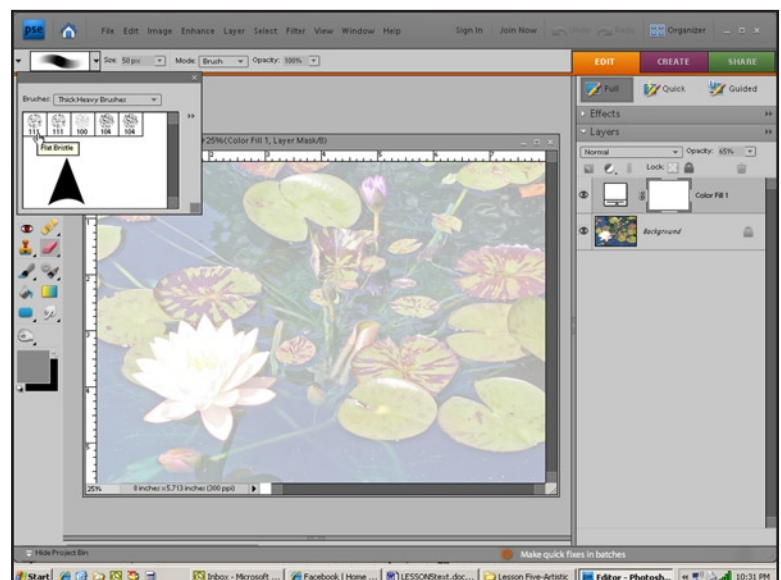 pse File Edit Image Enhance Layer Select Filter View Window Help Sign In Join Now Undo Redo Organizer
Size: 50 px Mode: Brush Opacity: 100%
EDIT CREATE SHARE
Full Quick Guided
Brushes: Thick Heavy Brushes
111 111 100 104 104
Flat Bristle
25% (Color Fill 1, Layer Mask/8)
Effects
Layers
Normal Opacity: 65%
Lock:
Color Fill 1
Background
25% 8 inches x 5.713 inches (300 ppi)
Hide Project Bin
Make quick fixes in batches
Start Inbox - Microsoft ... Facebook | Home ... LESSONStext.doc... Lesson Five-Artistic Editor - Photosh... 10:31 PM